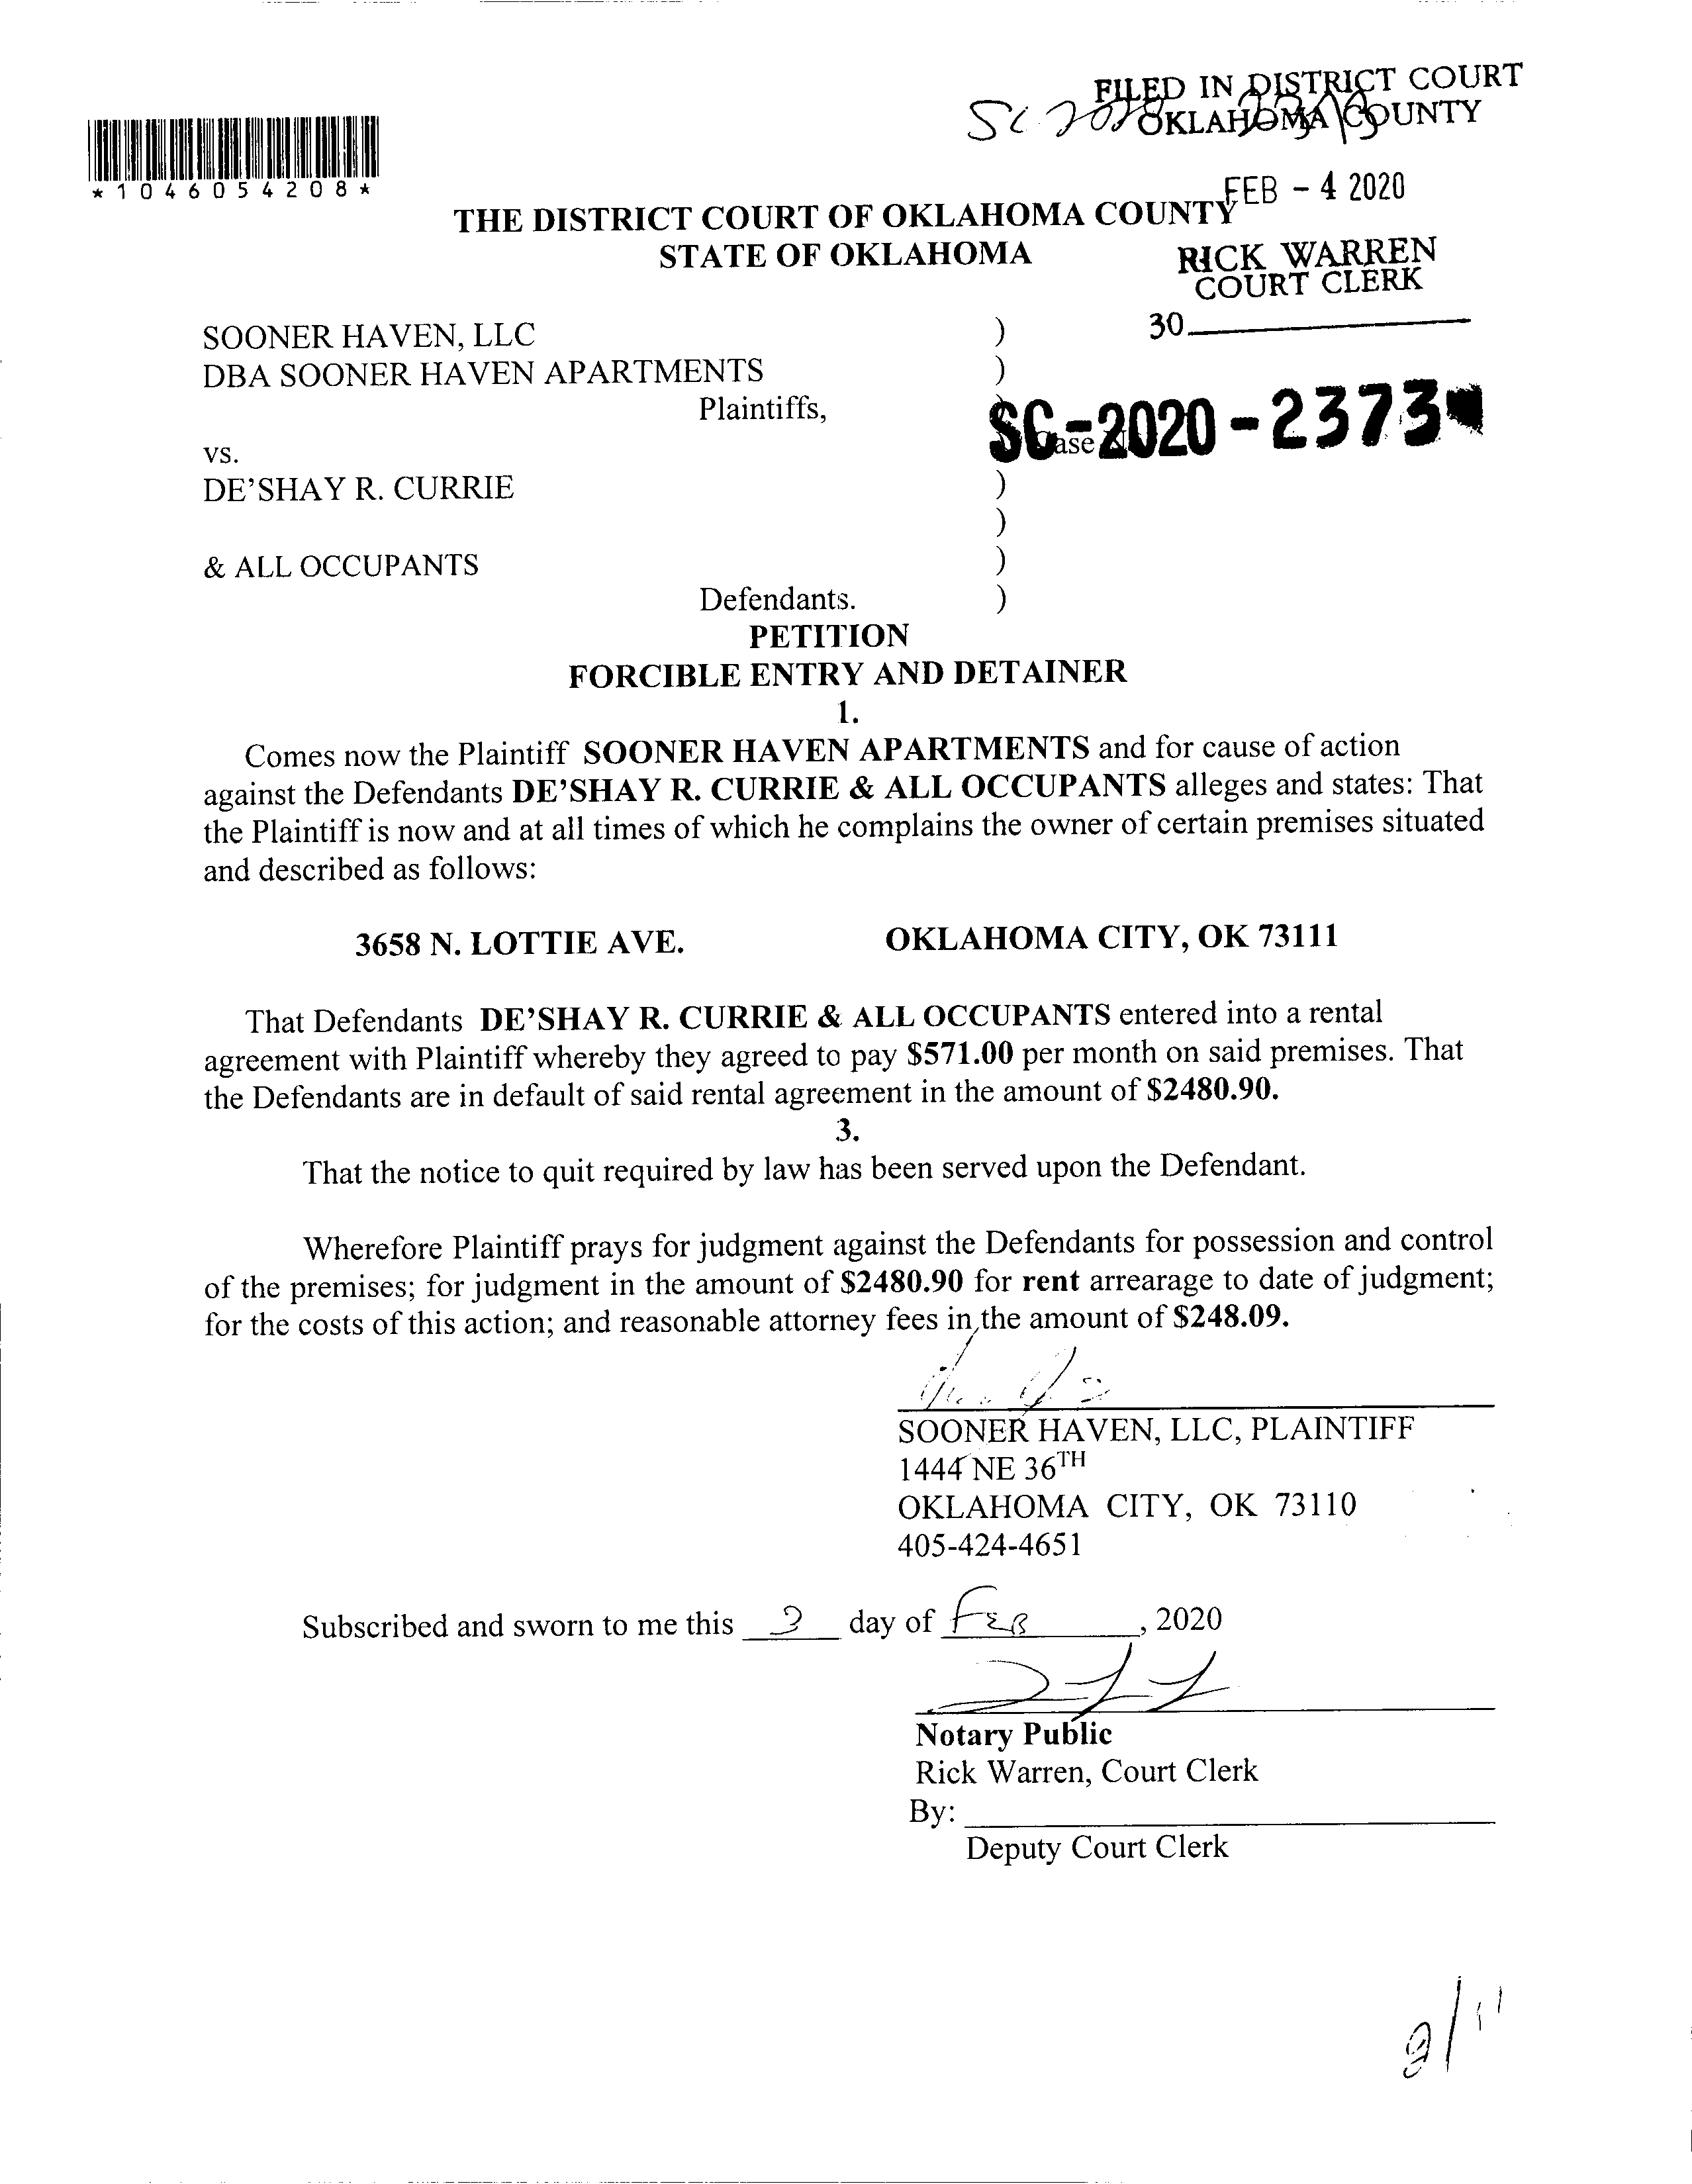 FILED IN DISTRICT COURT
OKLAHOMA COUNTY
*1046054208*
FEB - 4 2020
THE DISTRICT COURT OF OKLAHOMA COUNTY
STATE OF OKLAHOMA
RICK WARREN
COURT CLERK
30
SOONER HAVEN, LLC )
DBA SOONER HAVEN APARTMENTS )
Plaintiffs,
SC-2020-2373
vs.
DE'SHAY R. CURRIE )
)
& ALL OCCUPANTS )
Defendants. )
PETITION
FORCIBLE ENTRY AND DETAINER
1.
Comes now the Plaintiff SOONER HAVEN APARTMENTS and for cause of action
against the Defendants DE'SHAY R. CURRIE & ALL OCCUPANTS alleges and states: That
the Plaintiff is now and at all times of which he complains the owner of certain premises situated
and described as follows:
3658 N. LOTTIE AVE. OKLAHOMA CITY, OK 73111
That Defendants DE'SHAY R. CURRIE & ALL OCCUPANTS entered into a rental
agreement with Plaintiff whereby they agreed to pay $571.00 per month on said premises. That
the Defendants are in default of said rental agreement in the amount of $2480.90.
3.
That the notice to quit required by law has been served upon the Defendant.
Wherefore Plaintiff prays for judgment against the Defendants for possession and control
of the premises; for judgment in the amount of $2480.90 for rent arrearage to date of judgment;
for the costs of this action; and reasonable attorney fees in the amount of $248.09.
SOONER HAVEN, LLC, PLAINTIFF
1444 NE 36TH
OKLAHOMA CITY, OK 73110
405-424-4651
Subscribed and sworn to me this 3 day of FEB, 2020
Notary Public
Rick Warren, Court Clerk
By:
Deputy Court Clerk